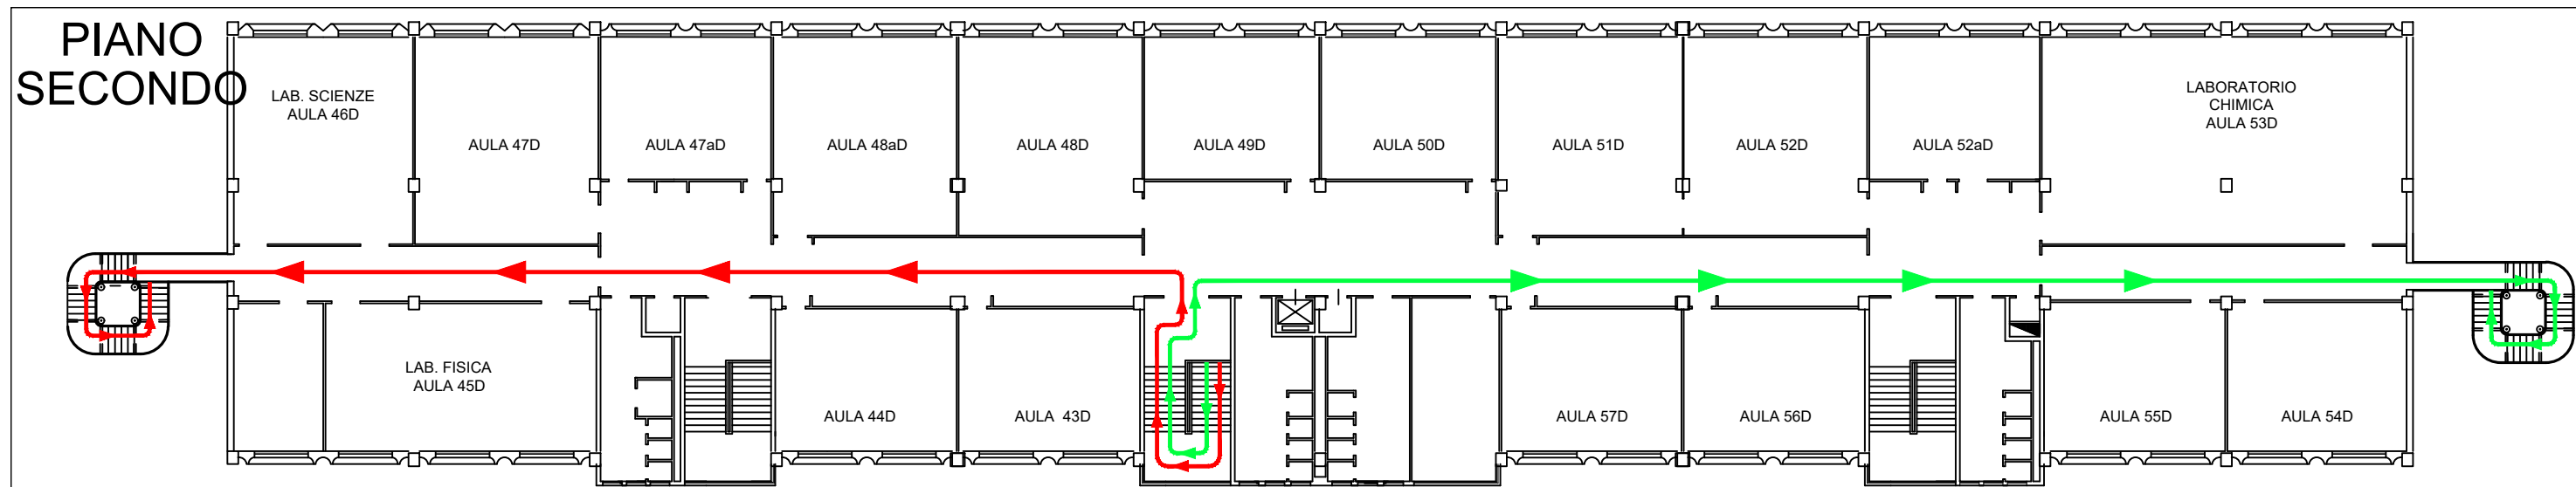 PIANO
SECONDO
LAB. SCIENZE
AULA 46D
AULA 47D
AULA 47aD
AULA 48aD
AULA 48D
AULA 49D
AULA 50D
AULA 51D
AULA 52D
AULA 52aD
LABORATORIO
CHIMICA
AULA 53D
LAB. FISICA
AULA 45D
AULA 44D
AULA 43D
AULA 57D
AULA 56D
AULA 55D
AULA 54D